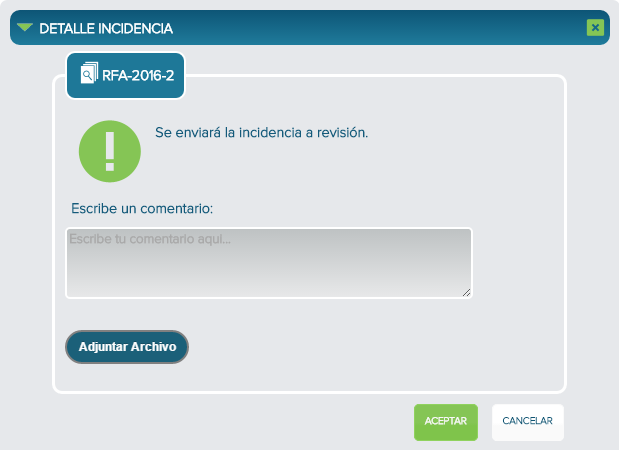 DETALLE INCIDENCIA
RFA-2016-2
Se enviará la incidencia a revisión.
Escribe un comentario:
Escribe tu comentario aquí...
Adjuntar Archivo
ACEPTAR
CANCELAR